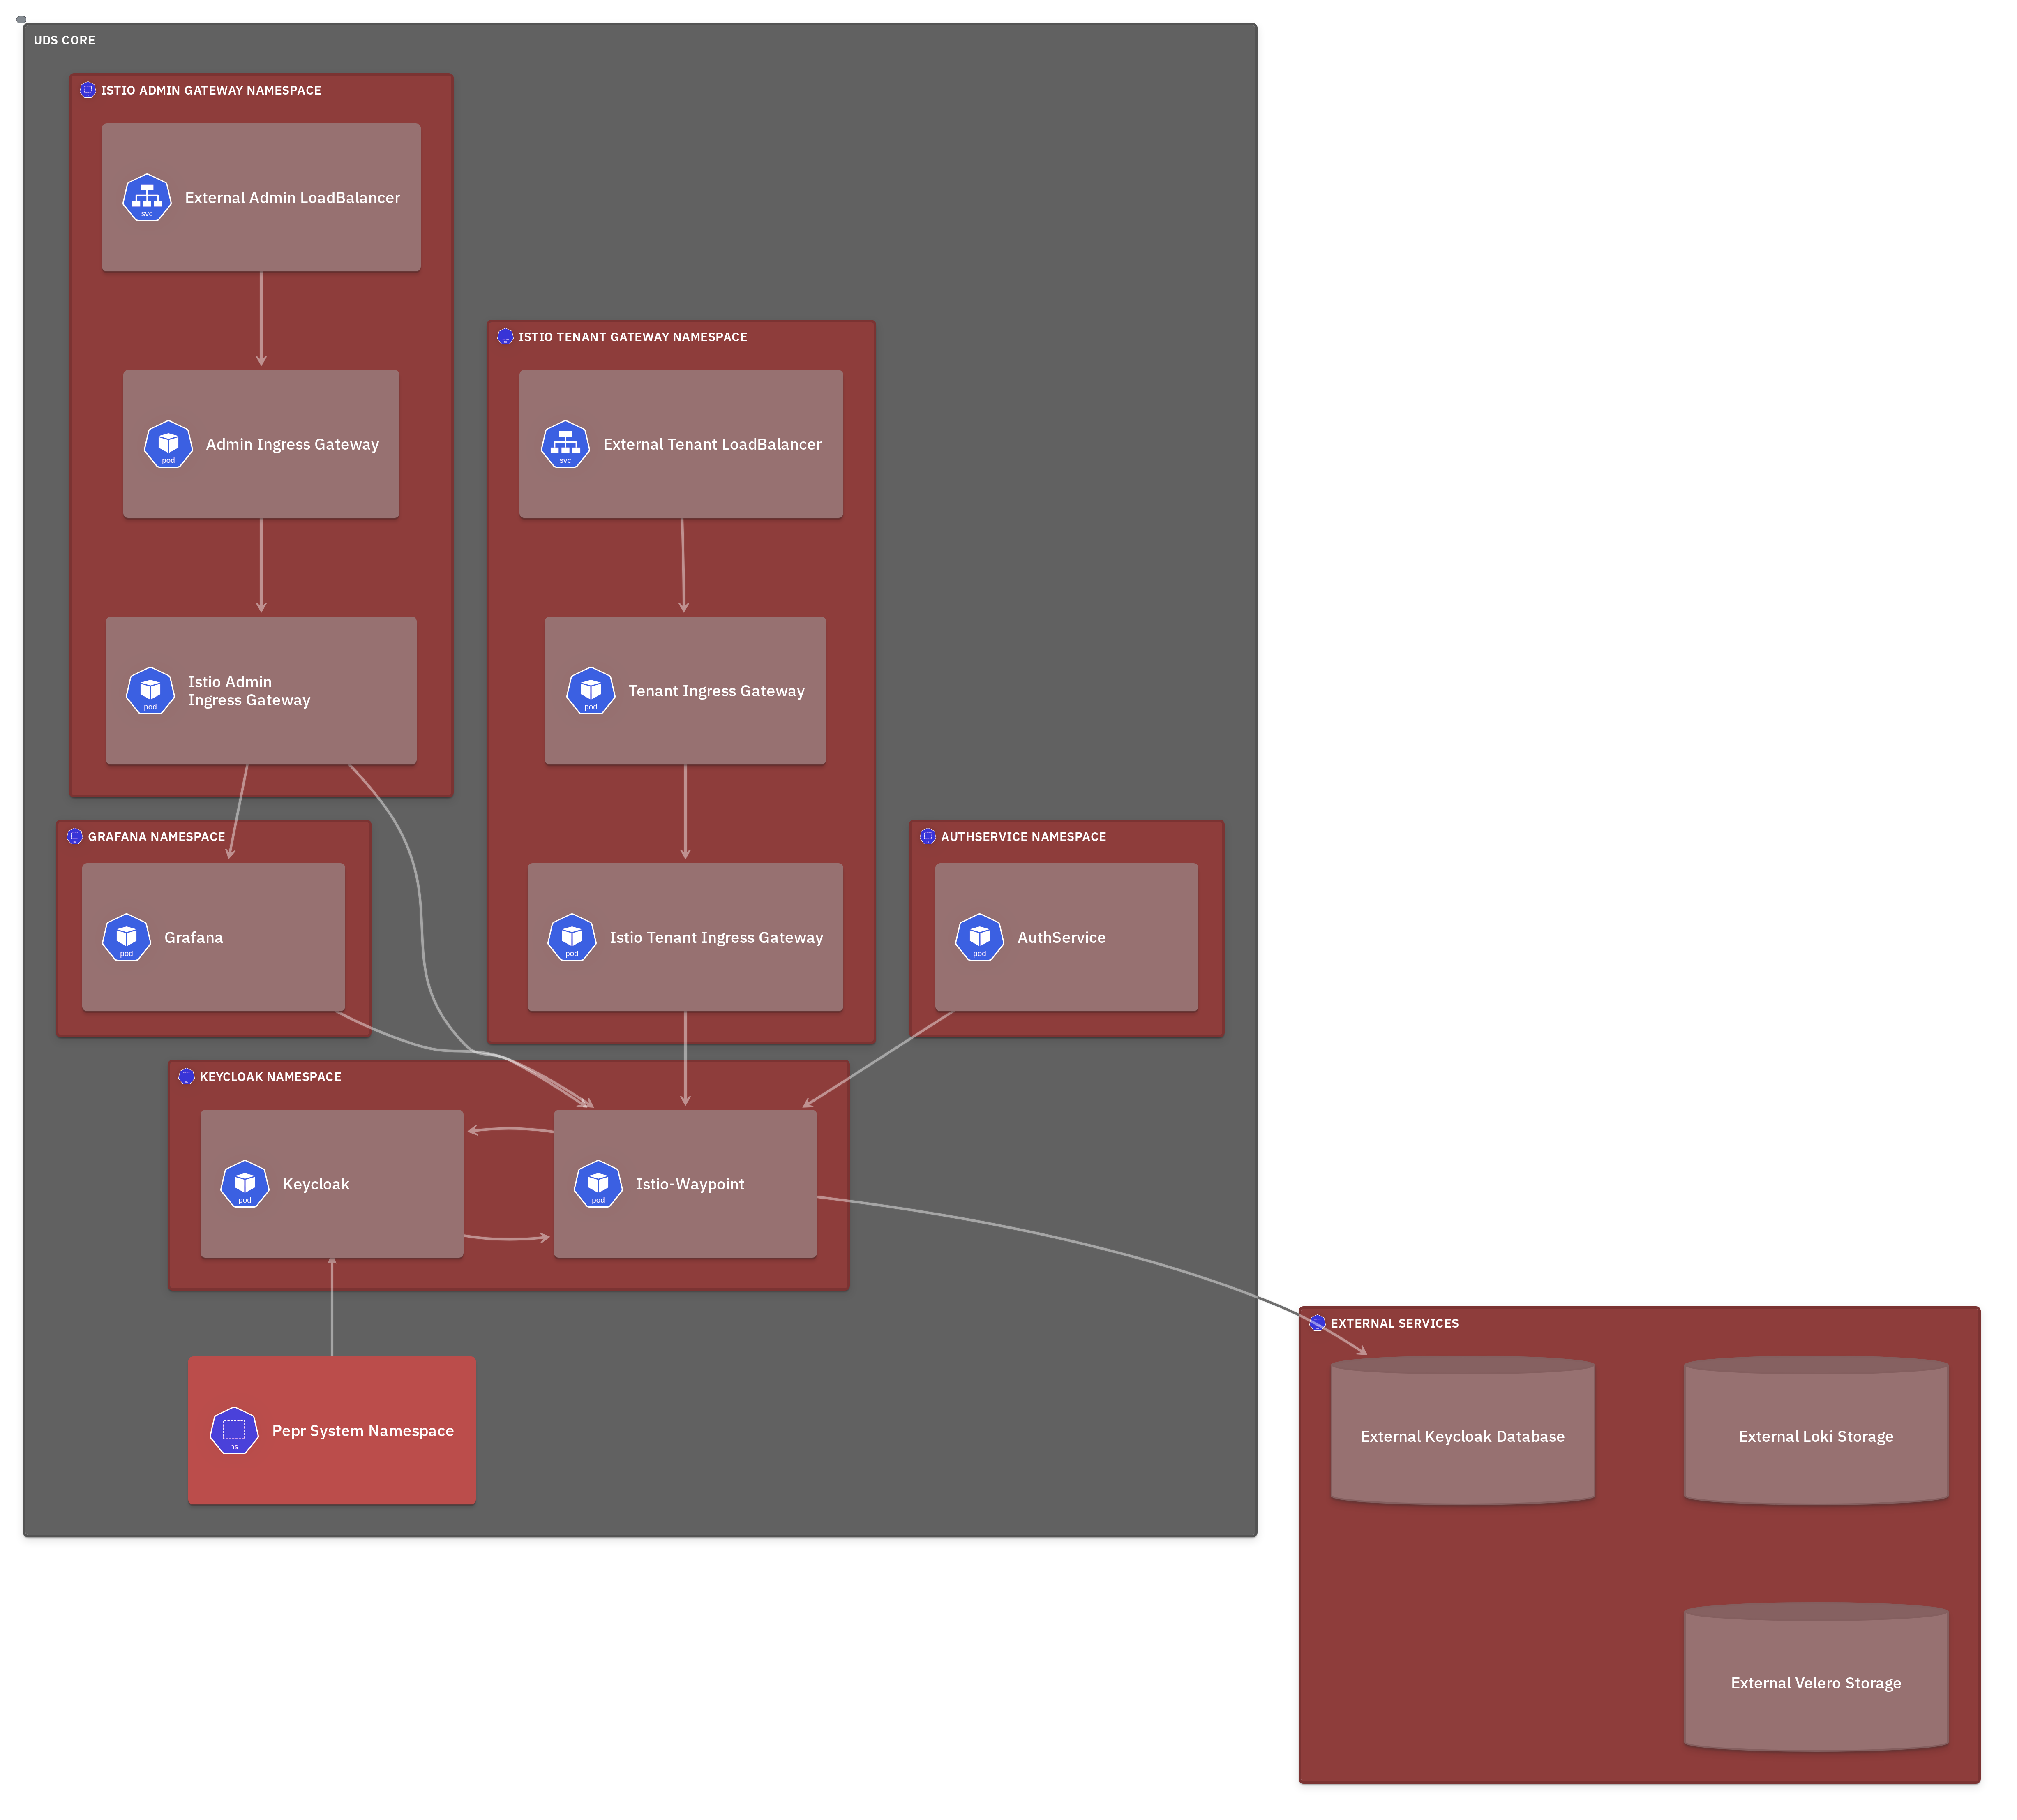 UDS CORE
ISTIO ADMIN GATEWAY NAMESPACE
svc
External Admin LoadBalancer
pod
Admin Ingress Gateway
pod
Istio Admin
Ingress Gateway
ISTIO TENANT GATEWAY NAMESPACE
svc
External Tenant LoadBalancer
pod
Tenant Ingress Gateway
pod
Istio Tenant Ingress Gateway
GRAFANA NAMESPACE
pod
Grafana
AUTHSERVICE NAMESPACE
pod
AuthService
KEYCLOAK NAMESPACE
pod
Keycloak
pod
Istio-Waypoint
ns
Pepr System Namespace
EXTERNAL SERVICES
External Keycloak Database
External Loki Storage
External Velero Storage